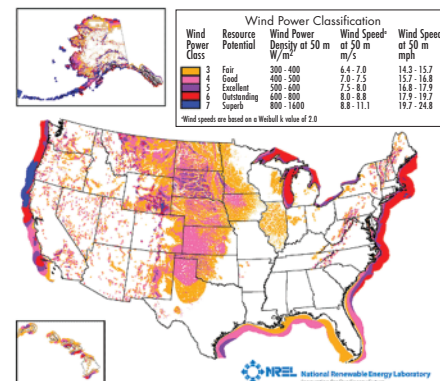 Wind Power Classification
Wind Power Class Resource Potential Wind Power Density at 50 m W/m² Wind Speedᵃ at 50 m m/s Wind Speed at 50 m mph
3 Fair 300 - 400 6.4 - 7.0 14.3 - 15.7
4 Good 400 - 500 7.0 - 7.5 15.7 - 16.8
5 Excellent 500 - 600 7.5 - 8.0 16.8 - 17.9
6 Outstanding 600 - 800 8.0 - 8.8 17.9 - 19.7
7 Superb 800 - 1600 8.8 - 11.1 19.7 - 24.8
ᵃWind speeds are based on a Weibull k value of 2.0
NREL National Renewable Energy Laboratory